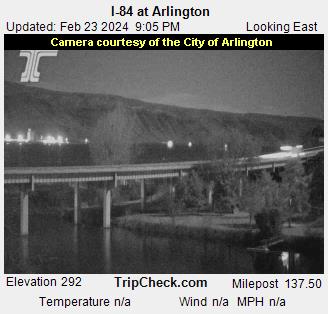 I-84 at Arlington
Updated: Feb 23 2024 9:05 PM Looking East
Camera courtesy of the City of Arlington
Elevation 292 TripCheck.com Milepost 137.50
Temperature n/a Wind n/a MPH n/a